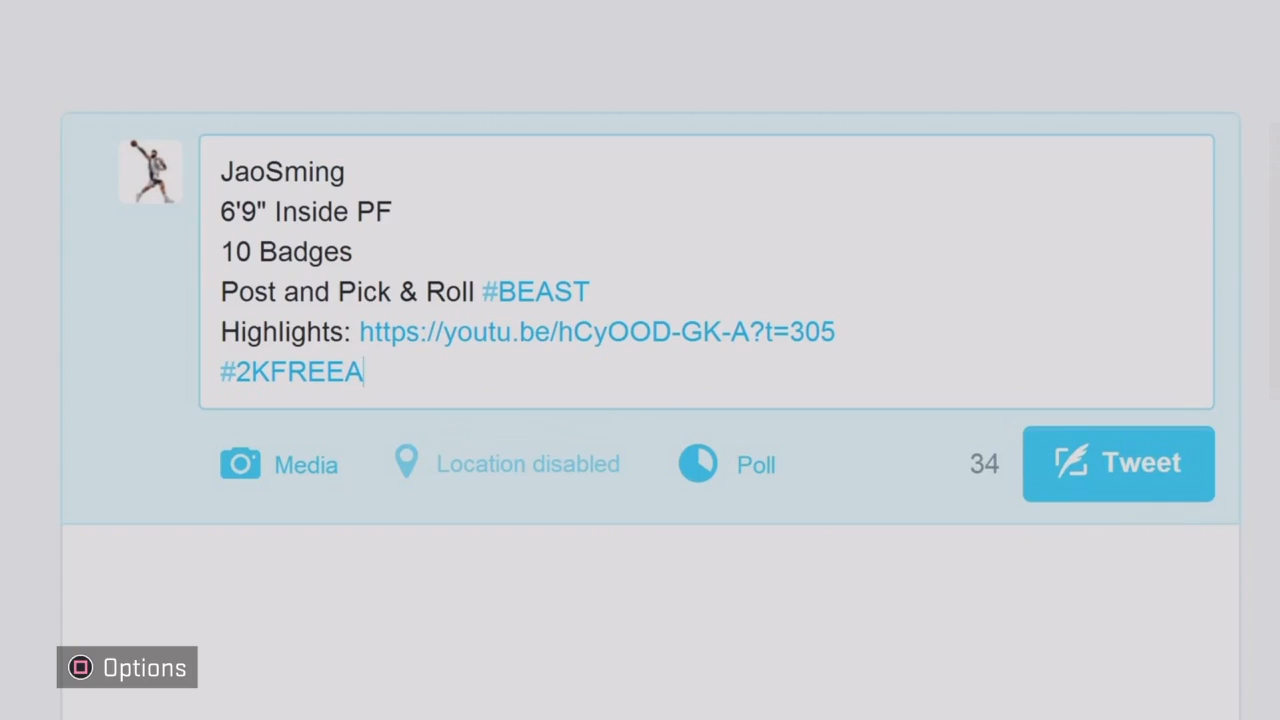 JaoSming
6'9" Inside PF
10 Badges
Post and Pick & Roll #BEAST
Highlights: https://youtu.be/hCyOOD-GK-A?t=305
#2KFREEA
Media Location disabled Poll 34 Tweet
Options